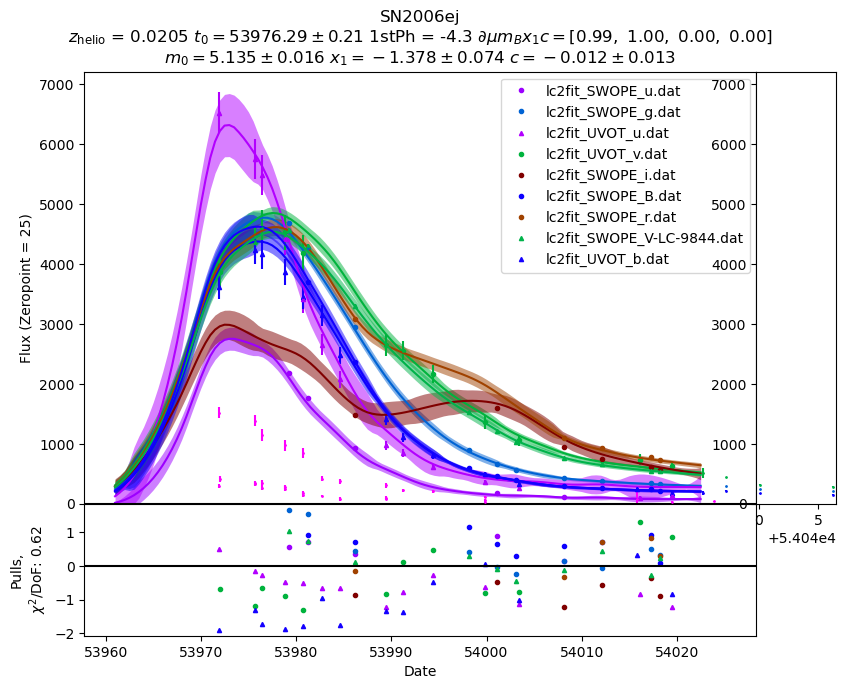 SN2006ej
z_helio = 0.0205 t_0 = 53976.29 ± 0.21 1stPh = -4.3 ∂μm_Bx_1c = [0.99, 1.00, 0.00, 0.00]
m_0 = 5.135 ± 0.016 x_1 = −1.378 ± 0.074 c = −0.012 ± 0.013
7000
6000
5000
4000
3000
2000
1000
0
Flux (Zeropoint = 25)
lc2fit_SWOPE_u.dat
lc2fit_SWOPE_g.dat
lc2fit_UVOT_u.dat
lc2fit_UVOT_v.dat
lc2fit_SWOPE_i.dat
lc2fit_SWOPE_B.dat
lc2fit_SWOPE_r.dat
lc2fit_SWOPE_V-LC-9844.dat
lc2fit_UVOT_b.dat
7000
6000
5000
4000
3000
2000
1000
0
0 5
+5.404e4
Pulls,
χ²/DoF: 0.62
1
0
−1
−2
53960 53970 53980 53990 54000 54010 54020
Date